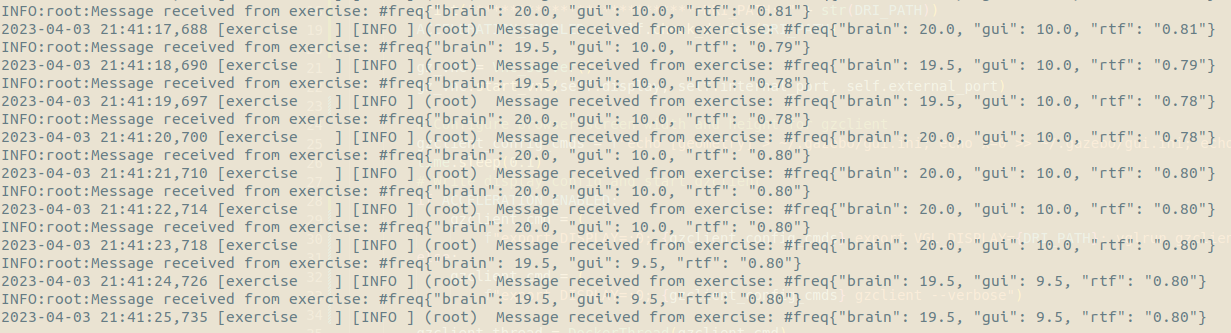 INFO:root:Message received from exercise: #freq{"brain": 20.0, "gui": 10.0, "rtf": "0.81"}
2023-04-03 21:41:17,688 [exercise    ] [INFO ] (root)  Message received from exercise: #freq{"brain": 20.0, "gui": 10.0, "rtf": "0.81"}
INFO:root:Message received from exercise: #freq{"brain": 19.5, "gui": 10.0, "rtf": "0.79"}
2023-04-03 21:41:18,690 [exercise    ] [INFO ] (root)  Message received from exercise: #freq{"brain": 19.5, "gui": 10.0, "rtf": "0.79"}
INFO:root:Message received from exercise: #freq{"brain": 19.5, "gui": 10.0, "rtf": "0.78"}
2023-04-03 21:41:19,697 [exercise    ] [INFO ] (root)  Message received from exercise: #freq{"brain": 19.5, "gui": 10.0, "rtf": "0.78"}
INFO:root:Message received from exercise: #freq{"brain": 20.0, "gui": 10.0, "rtf": "0.78"}
2023-04-03 21:41:20,700 [exercise    ] [INFO ] (root)  Message received from exercise: #freq{"brain": 20.0, "gui": 10.0, "rtf": "0.78"}
INFO:root:Message received from exercise: #freq{"brain": 20.0, "gui": 10.0, "rtf": "0.80"}
2023-04-03 21:41:21,710 [exercise    ] [INFO ] (root)  Message received from exercise: #freq{"brain": 20.0, "gui": 10.0, "rtf": "0.80"}
INFO:root:Message received from exercise: #freq{"brain": 20.0, "gui": 10.0, "rtf": "0.80"}
2023-04-03 21:41:22,714 [exercise    ] [INFO ] (root)  Message received from exercise: #freq{"brain": 20.0, "gui": 10.0, "rtf": "0.80"}
INFO:root:Message received from exercise: #freq{"brain": 20.0, "gui": 10.0, "rtf": "0.80"}
2023-04-03 21:41:23,718 [exercise    ] [INFO ] (root)  Message received from exercise: #freq{"brain": 20.0, "gui": 10.0, "rtf": "0.80"}
INFO:root:Message received from exercise: #freq{"brain": 19.5, "gui": 9.5, "rtf": "0.80"}
2023-04-03 21:41:24,726 [exercise    ] [INFO ] (root)  Message received from exercise: #freq{"brain": 19.5, "gui": 9.5, "rtf": "0.80"}
INFO:root:Message received from exercise: #freq{"brain": 19.5, "gui": 9.5, "rtf": "0.80"}
2023-04-03 21:41:25,735 [exercise    ] [INFO ] (root)  Message received from exercise: #freq{"brain": 19.5, "gui": 9.5, "rtf": "0.80"}